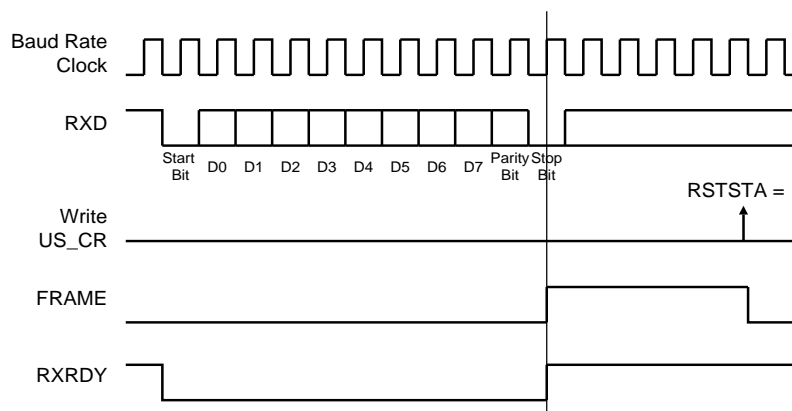 Baud Rate
Clock
RXD
Start
Bit
D0
D1
D2
D3
D4
D5
D6
D7
Parity
Bit
Stop
Bit
RSTSTA =
Write
US_CR
FRAME
RXRDY